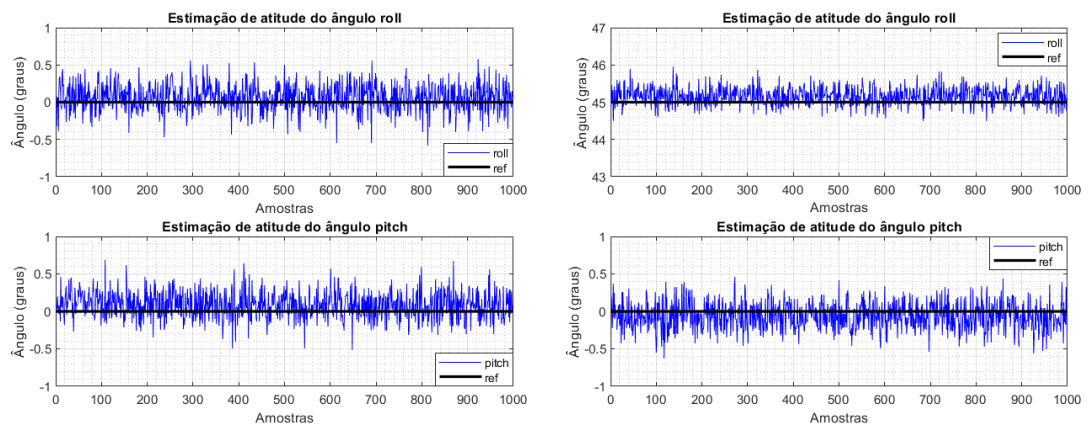 Estimação de atitude do ângulo roll
1
0.5
0
-0.5
-1
Ângulo (graus)
roll
ref
0 100 200 300 400 500 600 700 800 900 1000
Amostras
Estimação de atitude do ângulo roll
47
46
45
44
43
Ângulo (graus)
roll
ref
0 100 200 300 400 500 600 700 800 900 1000
Amostras
Estimação de atitude do ângulo pitch
1
0.5
0
-0.5
-1
Ângulo (graus)
pitch
ref
0 100 200 300 400 500 600 700 800 900 1000
Amostras
Estimação de atitude do ângulo pitch
1
0.5
0
-0.5
-1
Ângulo (graus)
pitch
ref
0 100 200 300 400 500 600 700 800 900 1000
Amostras